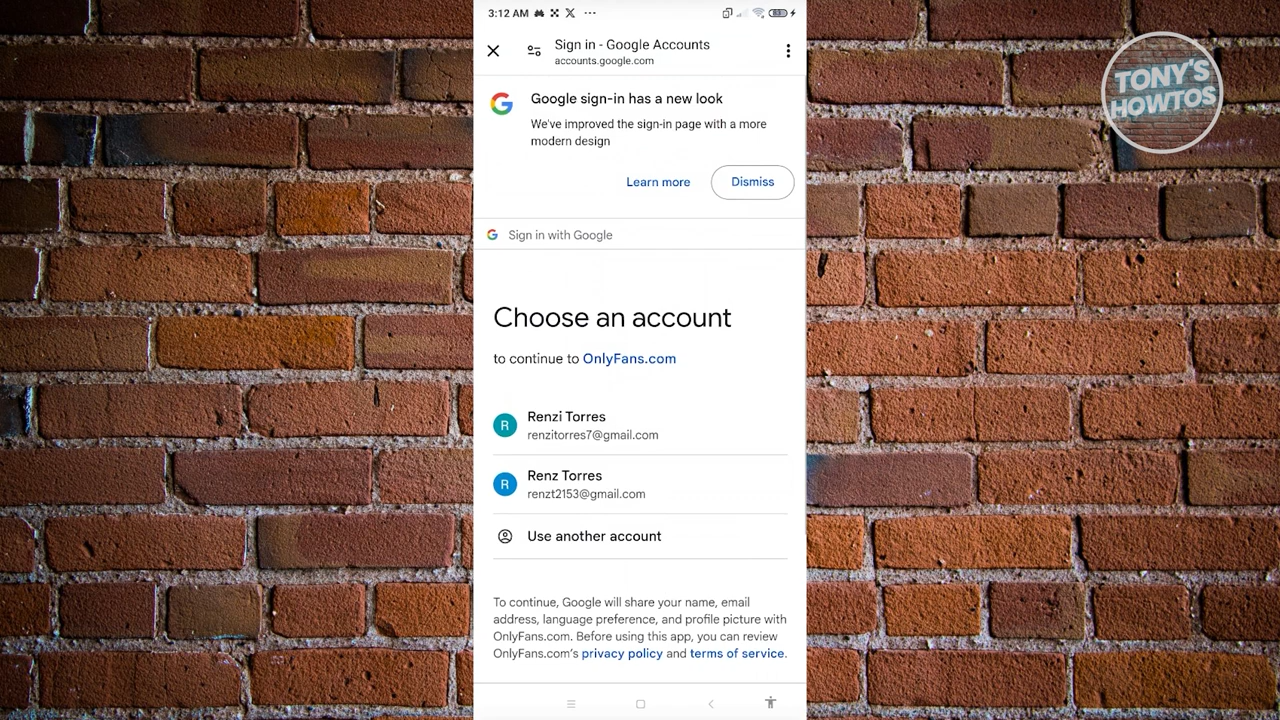 3:12 AM
83
Sign in - Google Accounts
accounts.google.com
TONY'S
HOWTOS
Google sign-in has a new look
We've improved the sign-in page with a more
modern design
Learn more
Dismiss
Sign in with Google
Choose an account
to continue to OnlyFans.com
R
Renzi Torres
renzitorres7@gmail.com
R
Renz Torres
renzt2153@gmail.com
Use another account
To continue, Google will share your name, email
address, language preference, and profile picture with
OnlyFans.com. Before using this app, you can review
OnlyFans.com's privacy policy and terms of service.